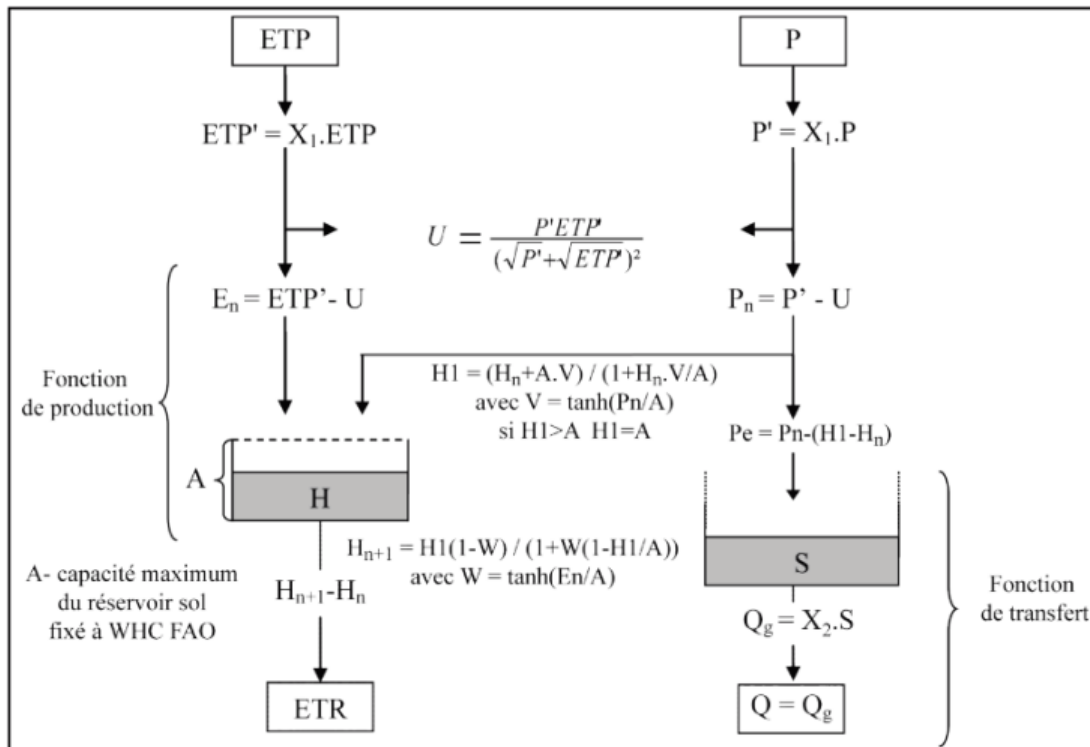 ETP
P
ETP' = X₁.ETP
P' = X₁.P
U = P'ETP' / (√P'+√ETP')²
Eₙ = ETP’- U
Pₙ = P’ - U
Fonction
de production
H1 = (Hₙ+A.V) / (1+Hₙ.V/A)
avec V = tanh(Pn/A)
si H1>A H1=A
Pe = Pn-(H1-Hₙ)
A
H
S
Hₙ₊₁ = H1(1-W) / (1+W(1-H1/A))
avec W = tanh(En/A)
A- capacité maximum
du réservoir sol
fixé à WHC FAO
Hₙ₊₁-Hₙ
Q_g = X₂.S
Fonction
de transfert
ETR
Q = Q_g